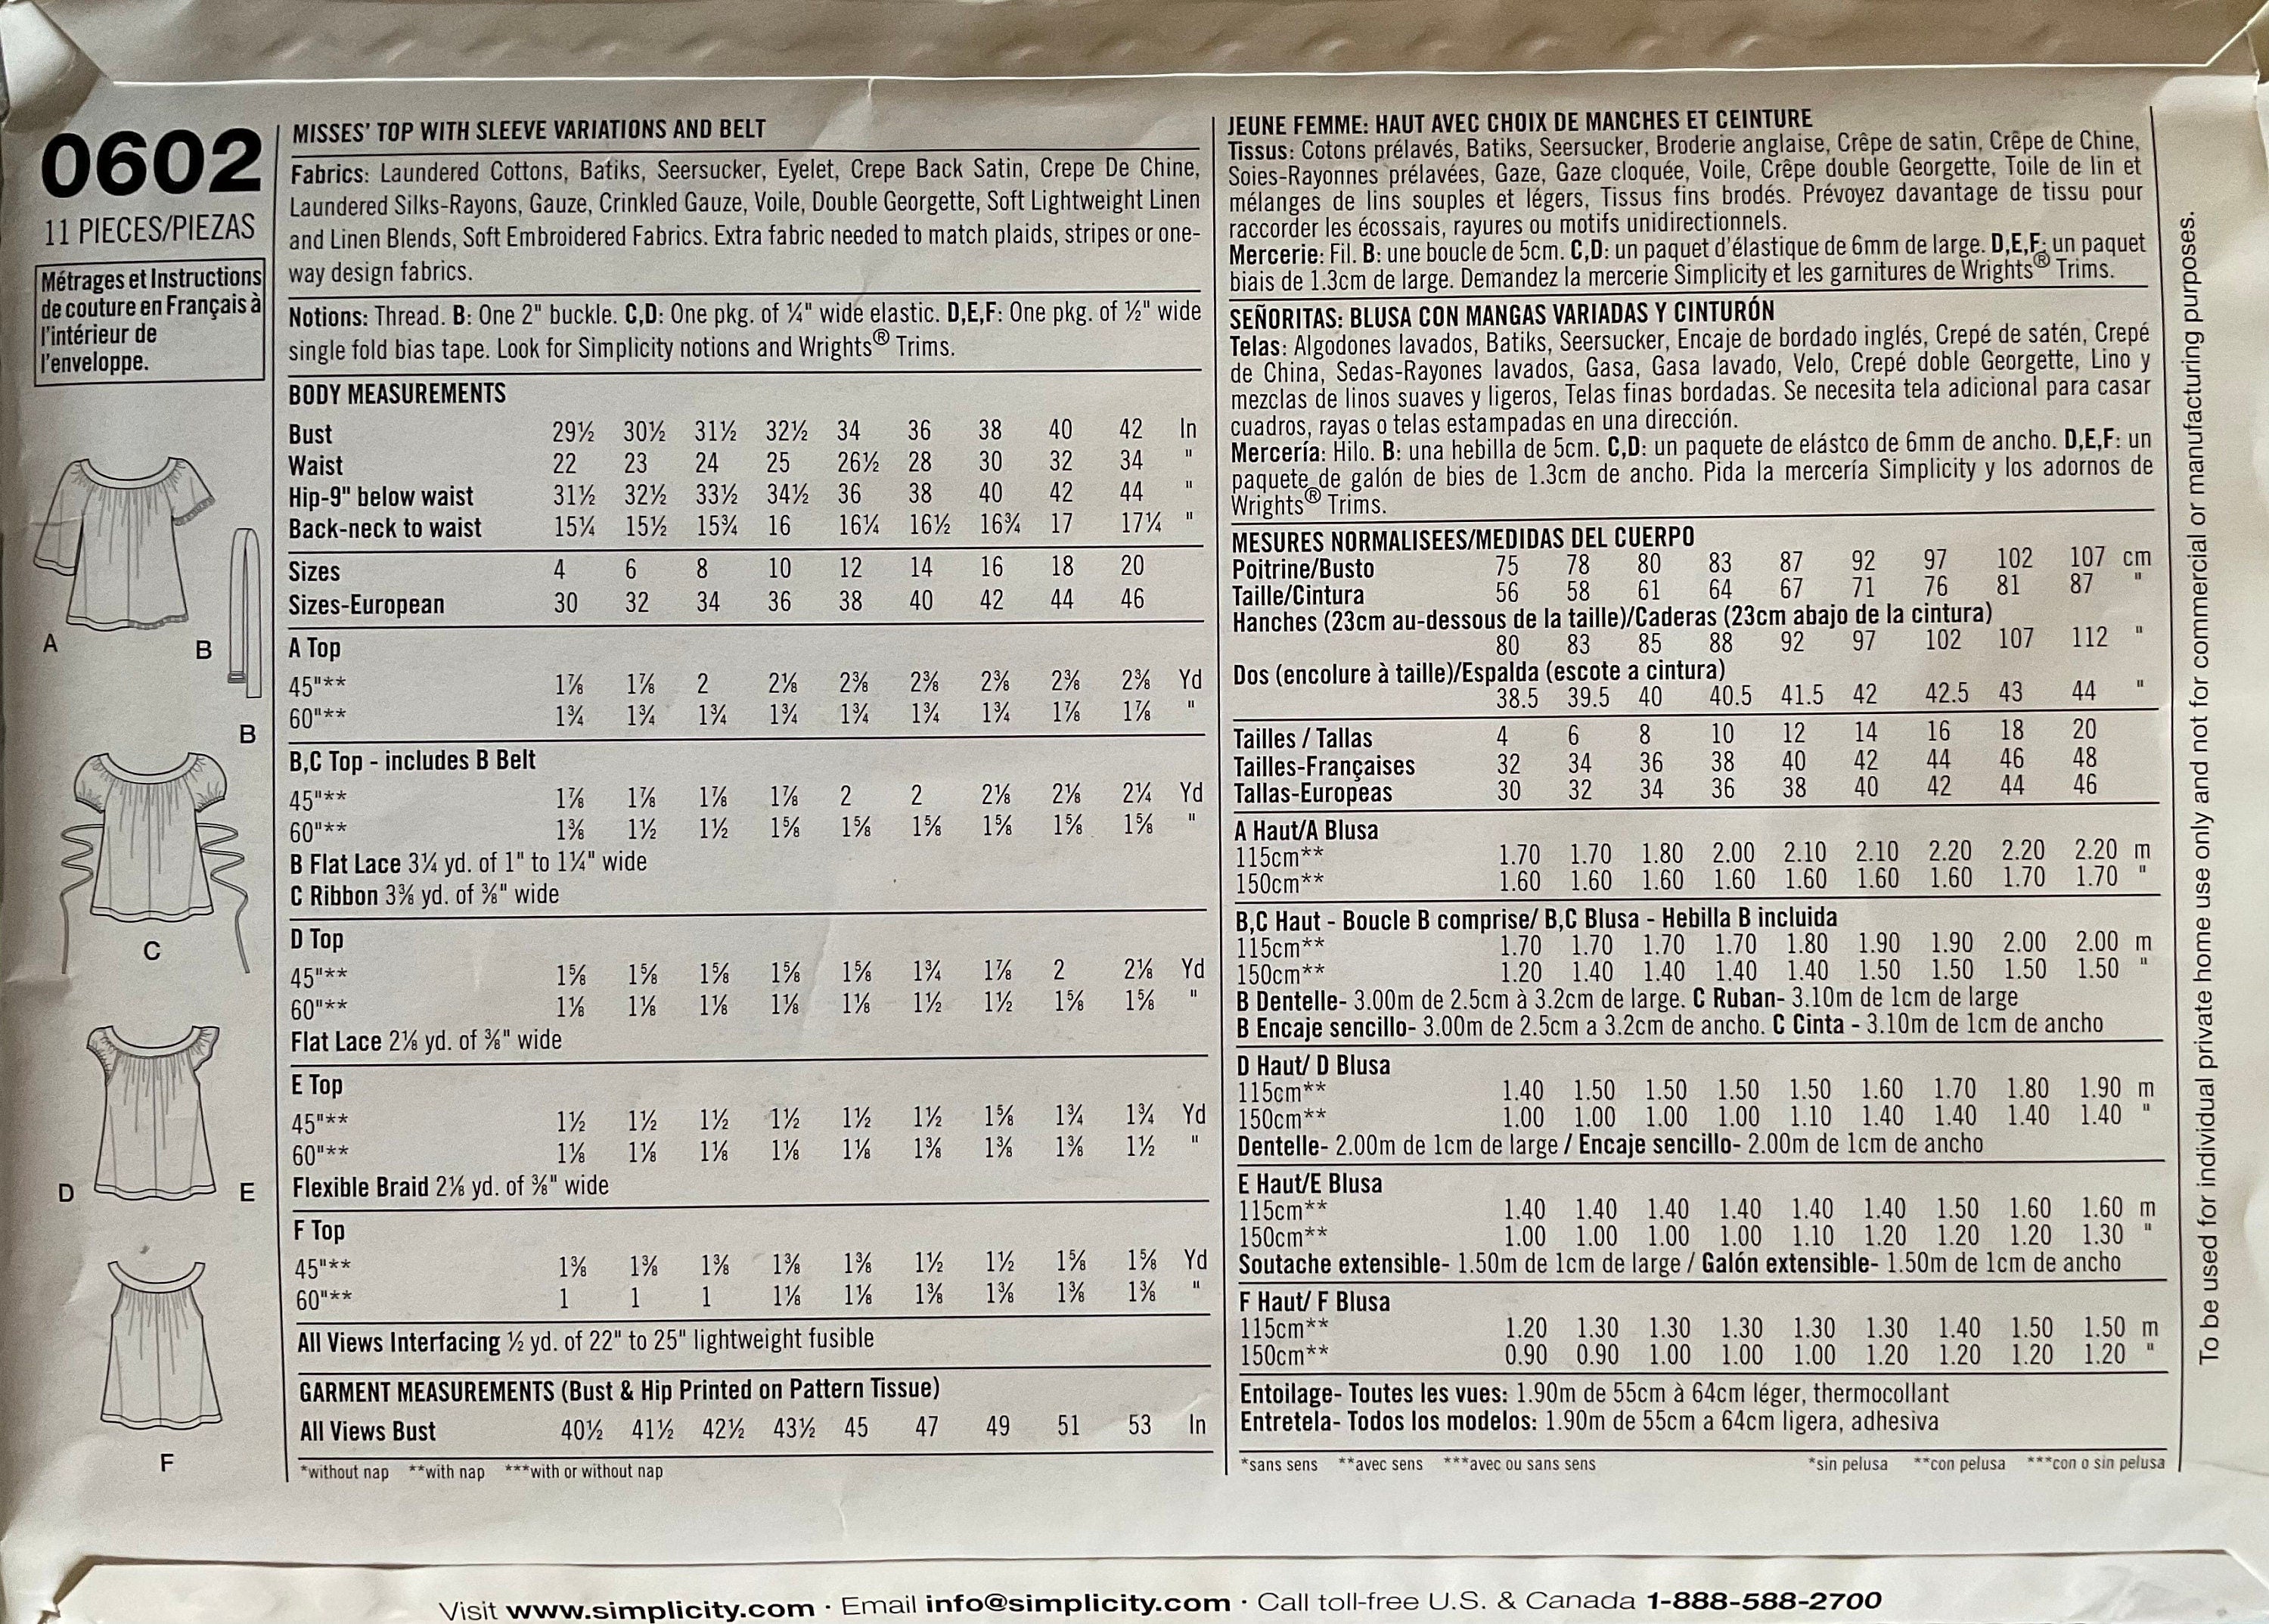 0602
11 PIECES/PIEZAS
Métrages et Instructions
de couture en Français à
l'intérieur de
l'enveloppe.
A
B
B
C
D
E
F
MISSES' TOP WITH SLEEVE VARIATIONS AND BELT
Fabrics: Laundered Cottons, Batiks, Seersucker, Eyelet, Crepe Back Satin, Crepe De Chine,
Laundered Silks-Rayons, Gauze, Crinkled Gauze, Voile, Double Georgette, Soft Lightweight Linen
and Linen Blends, Soft Embroidered Fabrics. Extra fabric needed to match plaids, stripes or one-
way design fabrics.
Notions: Thread. B: One 2" buckle. C,D: One pkg. of ¼" wide elastic. D,E,F: One pkg. of ½" wide
single fold bias tape. Look for Simplicity notions and Wrights® Trims.
BODY MEASUREMENTS
Bust 29½ 30½ 31½ 32½ 34 36 38 40 42 In
Waist 22 23 24 25 26½ 28 30 32 34 "
Hip-9" below waist 31½ 32½ 33½ 34½ 36 38 40 42 44 "
Back-neck to waist 15¼ 15½ 15¾ 16 16¼ 16½ 16¾ 17 17¼ "
Sizes 4 6 8 10 12 14 16 18 20
Sizes-European 30 32 34 36 38 40 42 44 46
A Top
45"** 1⅞ 1⅞ 2 2⅛ 2⅜ 2⅜ 2⅜ 2⅜ 2⅜ Yd
60"** 1¾ 1¾ 1¾ 1¾ 1¾ 1¾ 1¾ 1⅞ 1⅞ "
B,C Top - includes B Belt
45"** 1⅞ 1⅞ 1⅞ 1⅞ 2 2 2⅛ 2⅛ 2¼ Yd
60"** 1⅜ 1½ 1½ 1⅝ 1⅝ 1⅝ 1⅝ 1⅝ 1⅝ "
B Flat Lace 3¼ yd. of 1" to 1¼" wide
C Ribbon 3⅜ yd. of ⅜" wide
D Top
45"** 1⅝ 1⅝ 1⅝ 1⅝ 1⅝ 1¾ 1⅞ 2 2⅛ Yd
60"** 1⅛ 1⅛ 1⅛ 1⅛ 1⅛ 1½ 1½ 1⅝ 1⅝ "
Flat Lace 2⅛ yd. of ⅜" wide
E Top
45"** 1½ 1½ 1½ 1½ 1½ 1½ 1⅝ 1¾ 1¾ Yd
60"** 1⅛ 1⅛ 1⅛ 1⅛ 1⅛ 1⅜ 1⅜ 1⅜ 1½ "
Flexible Braid 2⅛ yd. of ⅜" wide
F Top
45"** 1⅜ 1⅜ 1⅜ 1⅜ 1⅜ 1½ 1½ 1⅝ 1⅝ Yd
60"** 1 1 1 1⅛ 1⅛ 1⅜ 1⅜ 1⅜ 1⅜ "
All Views Interfacing ½ yd. of 22" to 25" lightweight fusible
GARMENT MEASUREMENTS (Bust & Hip Printed on Pattern Tissue)
All Views Bust 40½ 41½ 42½ 43½ 45 47 49 51 53 In
*without nap **with nap ***with or without nap
JEUNE FEMME: HAUT AVEC CHOIX DE MANCHES ET CEINTURE
Tissus: Cotons prélavés, Batiks, Seersucker, Broderie anglaise, Crêpe de satin, Crêpe de Chine,
Soies-Rayonnes prélavées, Gaze, Gaze cloquée, Voile, Crêpe double Georgette, Toile de lin et
mélanges de lins souples et légers, Tissus fins brodés. Prévoyez davantage de tissu pour
raccorder les écossais, rayures ou motifs unidirectionnels.
Mercerie: Fil. B: une boucle de 5cm. C,D: un paquet d'élastique de 6mm de large. D,E,F: un paquet
biais de 1.3cm de large. Demandez la mercerie Simplicity et les garnitures de Wrights® Trims.
SEÑORITAS: BLUSA CON MANGAS VARIADAS Y CINTURÓN
Telas: Algodones lavados, Batiks, Seersucker, Encaje de bordado inglés, Crepé de satén, Crepé
de China, Sedas-Rayones lavados, Gasa, Gasa lavado, Velo, Crepé doble Georgette, Lino y
mezclas de linos suaves y ligeros, Telas finas bordadas. Se necesita tela adicional para casar
cuadros, rayas o telas estampadas en una dirección.
Mercería: Hilo. B: una hebilla de 5cm. C,D: un paquete de elástco de 6mm de ancho. D,E,F: un
paquete de galón de bies de 1.3cm de ancho. Pida la mercería Simplicity y los adornos de
Wrights® Trims.
MESURES NORMALISEES/MEDIDAS DEL CUERPO
Poitrine/Busto 75 78 80 83 87 92 97 102 107 cm
Taille/Cintura 56 58 61 64 67 71 76 81 87 "
Hanches (23cm au-dessous de la taille)/Caderas (23cm abajo de la cintura)
80 83 85 88 92 97 102 107 112 "
Dos (encolure à taille)/Espalda (escote a cintura)
38.5 39.5 40 40.5 41.5 42 42.5 43 44 "
Tailles / Tallas 4 6 8 10 12 14 16 18 20
Tailles-Françaises 32 34 36 38 40 42 44 46 48
Tallas-Europeas 30 32 34 36 38 40 42 44 46
A Haut/A Blusa
115cm** 1.70 1.70 1.80 2.00 2.10 2.10 2.20 2.20 2.20 m
150cm** 1.60 1.60 1.60 1.60 1.60 1.60 1.60 1.70 1.70 "
B,C Haut - Boucle B comprise/ B,C Blusa - Hebilla B incluida
115cm** 1.70 1.70 1.70 1.70 1.80 1.90 1.90 2.00 2.00 m
150cm** 1.20 1.40 1.40 1.40 1.40 1.50 1.50 1.50 1.50 "
B Dentelle- 3.00m de 2.5cm à 3.2cm de large. C Ruban- 3.10m de 1cm de large
B Encaje sencillo- 3.00m de 2.5cm a 3.2cm de ancho. C Cinta - 3.10m de 1cm de ancho
D Haut/ D Blusa
115cm** 1.40 1.50 1.50 1.50 1.50 1.60 1.70 1.80 1.90 m
150cm** 1.00 1.00 1.00 1.00 1.10 1.40 1.40 1.40 1.40 "
Dentelle- 2.00m de 1cm de large / Encaje sencillo- 2.00m de 1cm de ancho
E Haut/E Blusa
115cm** 1.40 1.40 1.40 1.40 1.40 1.40 1.50 1.60 1.60 m
150cm** 1.00 1.00 1.00 1.00 1.10 1.20 1.20 1.20 1.30 "
Soutache extensible- 1.50m de 1cm de large / Galón extensible- 1.50m de 1cm de ancho
F Haut/ F Blusa
115cm** 1.20 1.30 1.30 1.30 1.30 1.30 1.40 1.50 1.50 m
150cm** 0.90 0.90 1.00 1.00 1.00 1.20 1.20 1.20 1.20 "
Entoilage- Toutes les vues: 1.90m de 55cm à 64cm léger, thermocollant
Entretela- Todos los modelos: 1.90m de 55cm a 64cm ligera, adhesiva
*sans sens **avec sens ***avec ou sans sens *sin pelusa **con pelusa ***con o sin pelusa
To be used for individual private home use only and not for commercial or manufacturing purposes.
Visit www.simplicity.com · Email info@simplicity.com · Call toll-free U.S. & Canada 1-888-588-2700